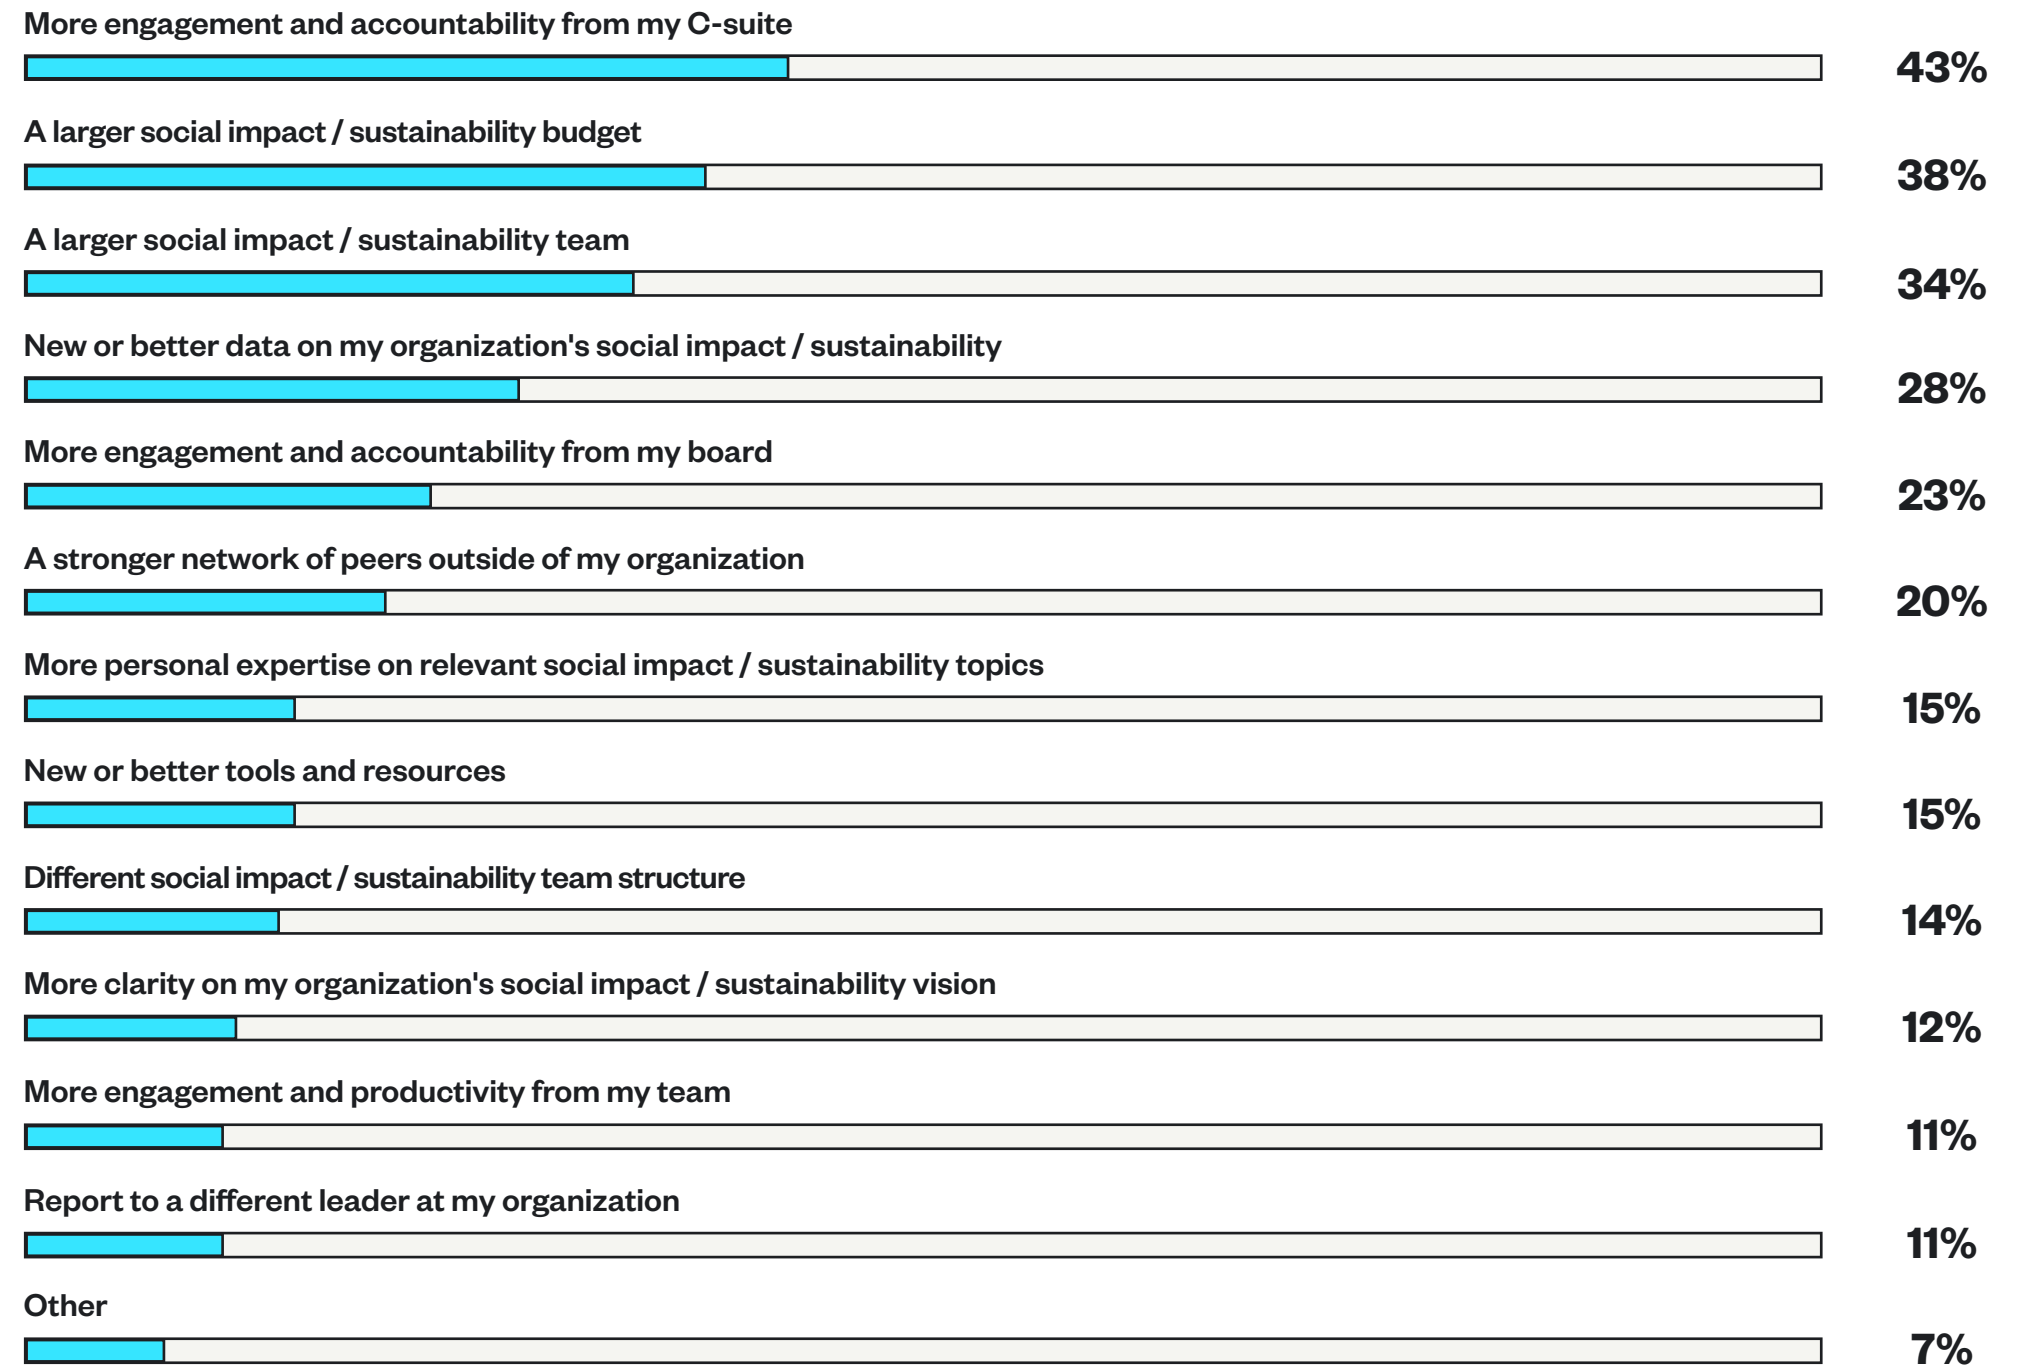 More engagement and accountability from my C-suite
43%
A larger social impact / sustainability budget
38%
A larger social impact / sustainability team
34%
New or better data on my organization's social impact / sustainability
28%
More engagement and accountability from my board
23%
A stronger network of peers outside of my organization
20%
More personal expertise on relevant social impact / sustainability topics
15%
New or better tools and resources
15%
Different social impact / sustainability team structure
14%
More clarity on my organization's social impact / sustainability vision
12%
More engagement and productivity from my team
11%
Report to a different leader at my organization
11%
Other
7%